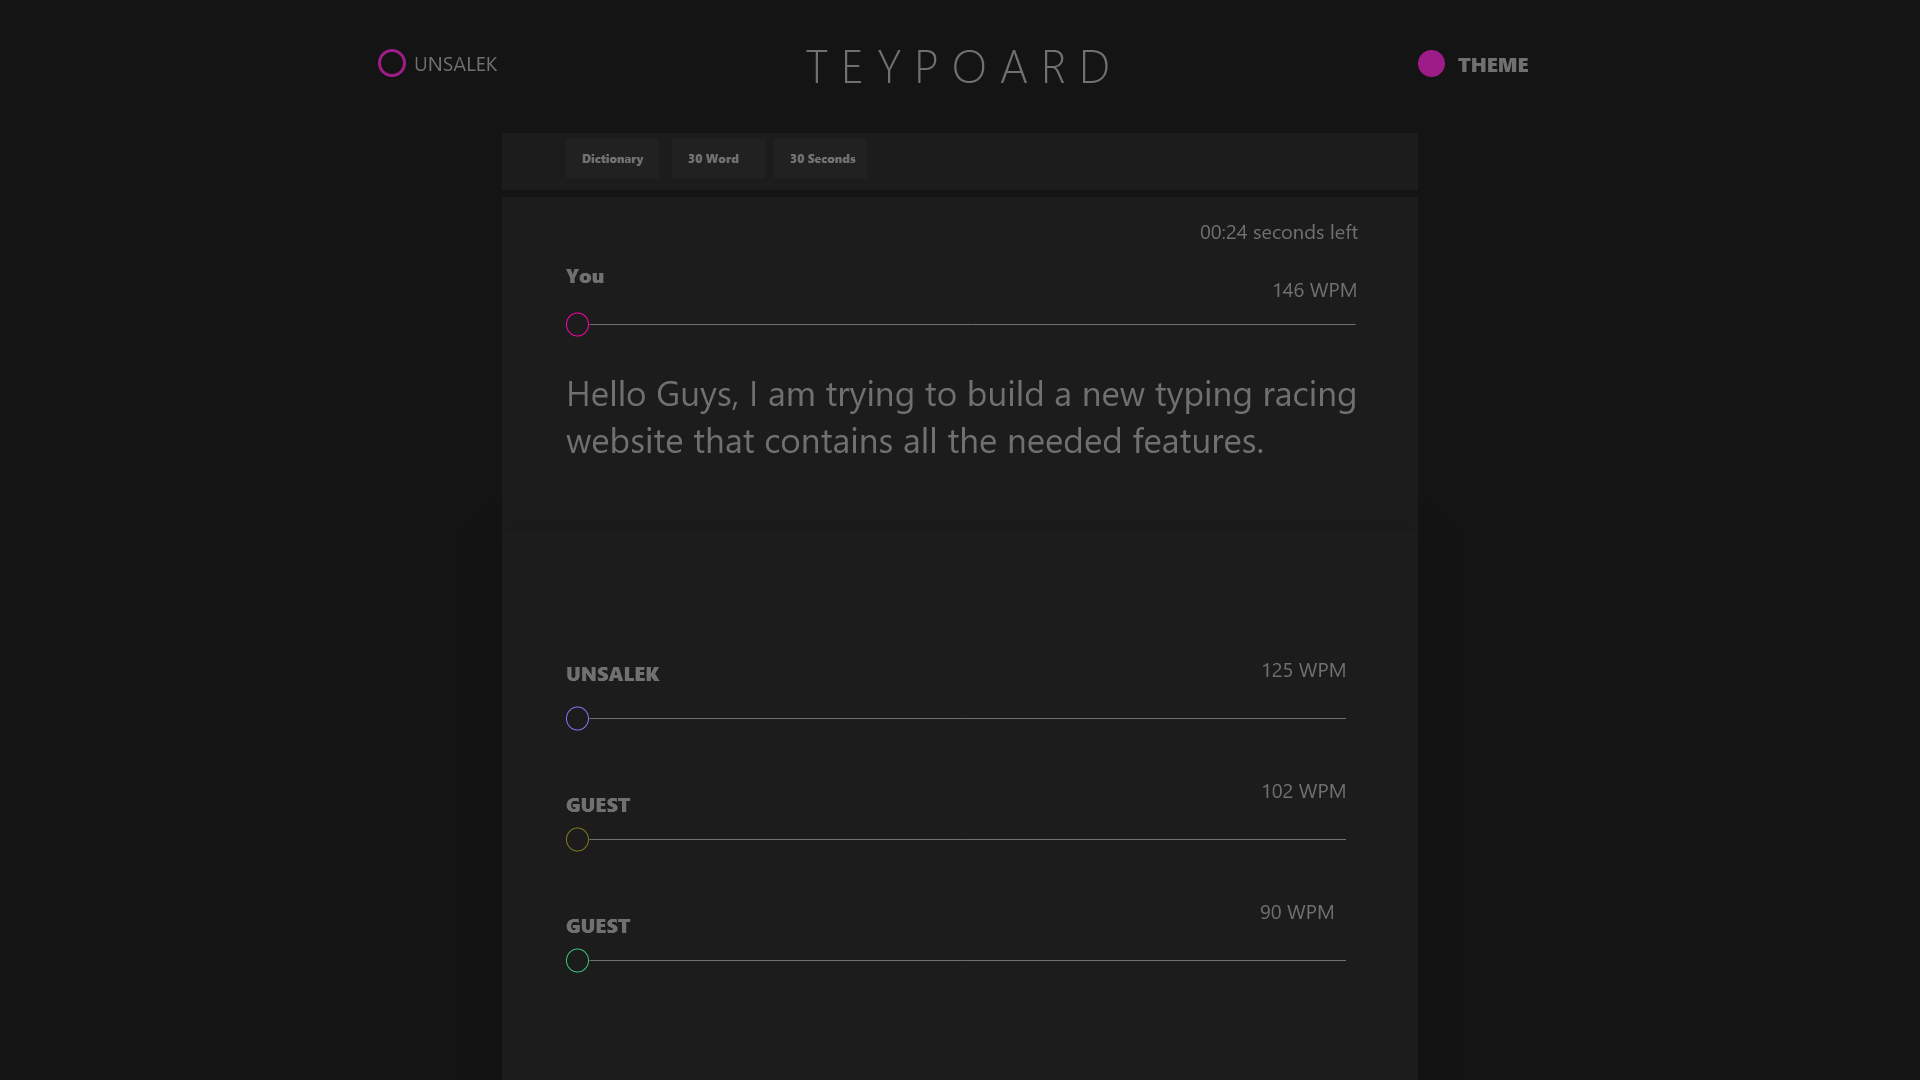 UNSALEK
TEYPOARD
THEME
Dictionary
30 Word
30 Seconds
00:24 seconds left
You
146 WPM
Hello Guys, I am trying to build a new typing racing
website that contains all the needed features.
UNSALEK
125 WPM
GUEST
102 WPM
GUEST
90 WPM